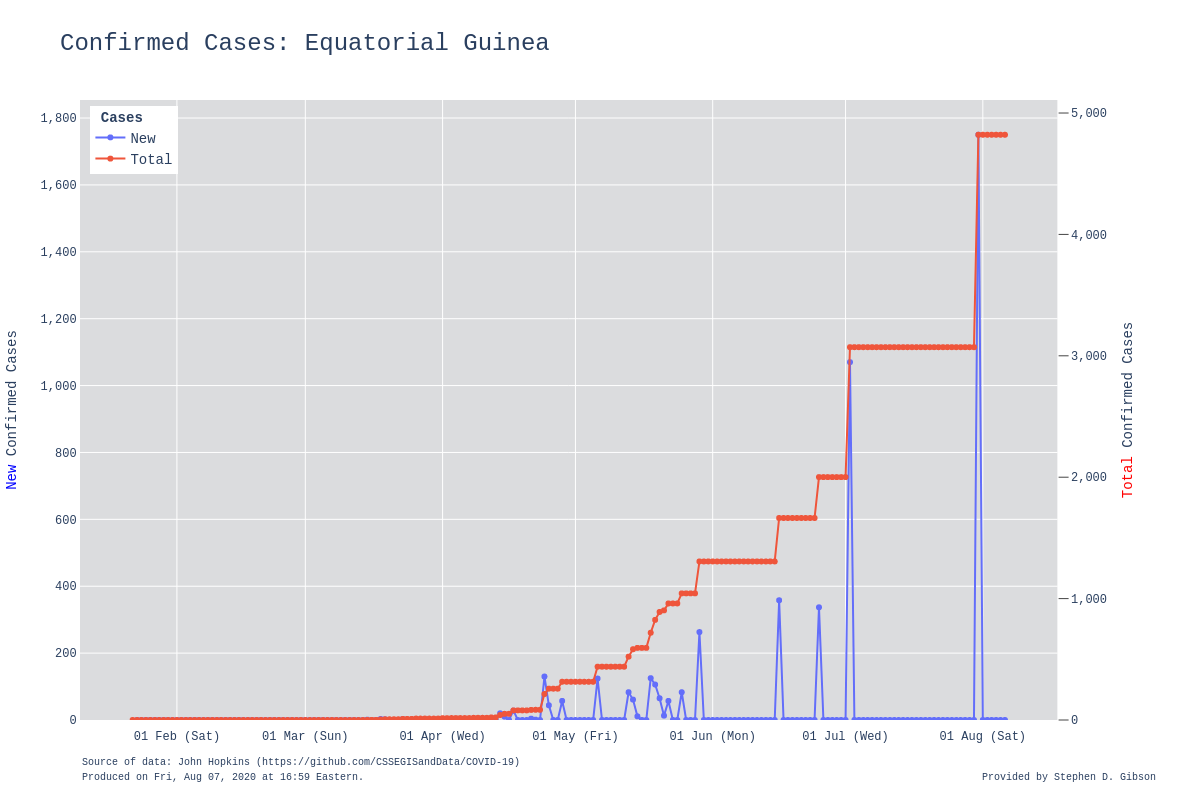 Confirmed Cases: Equatorial Guinea
Cases
New
Total
1,800
1,600
1,400
1,200
1,000
800
600
400
200
0
5,000
4,000
3,000
2,000
1,000
0
New Confirmed Cases
Total Confirmed Cases
01 Feb (Sat)
01 Mar (Sun)
01 Apr (Wed)
01 May (Fri)
01 Jun (Mon)
01 Jul (Wed)
01 Aug (Sat)
Source of data: John Hopkins (https://github.com/CSSEGISandData/COVID-19)
Produced on Fri, Aug 07, 2020 at 16:59 Eastern.
Provided by Stephen D. Gibson